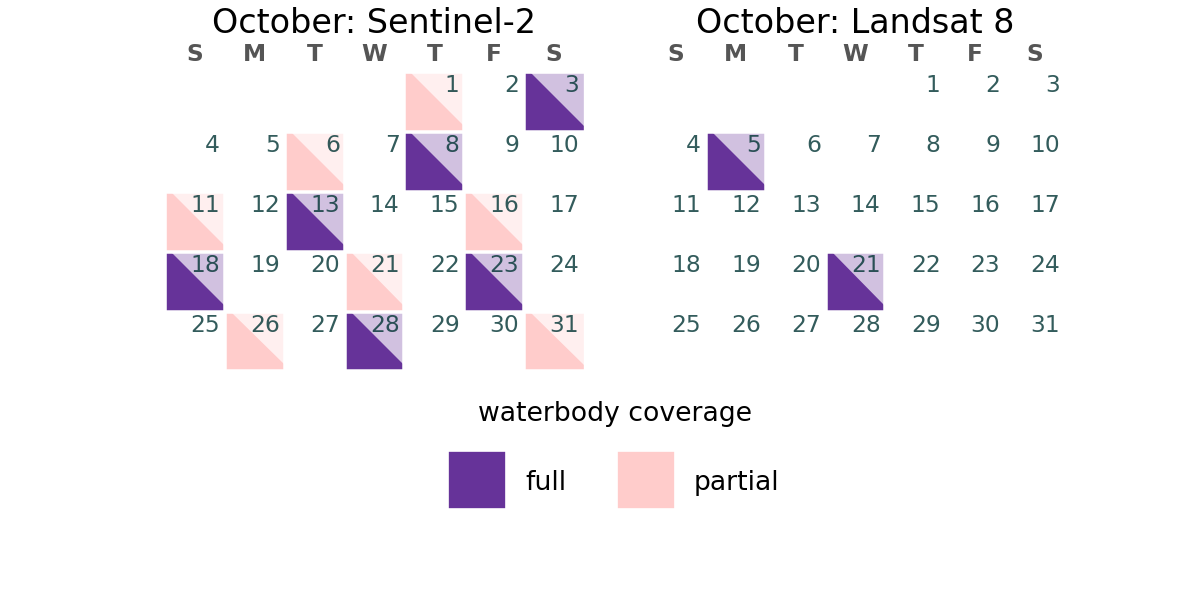 October: Sentinel-2
S M T W T F S
1 2 3
4 5 6 7 8 9 10
11 12 13 14 15 16 17
18 19 20 21 22 23 24
25 26 27 28 29 30 31
October: Landsat 8
S M T W T F S
1 2 3
4 5 6 7 8 9 10
11 12 13 14 15 16 17
18 19 20 21 22 23 24
25 26 27 28 29 30 31
waterbody coverage
full partial